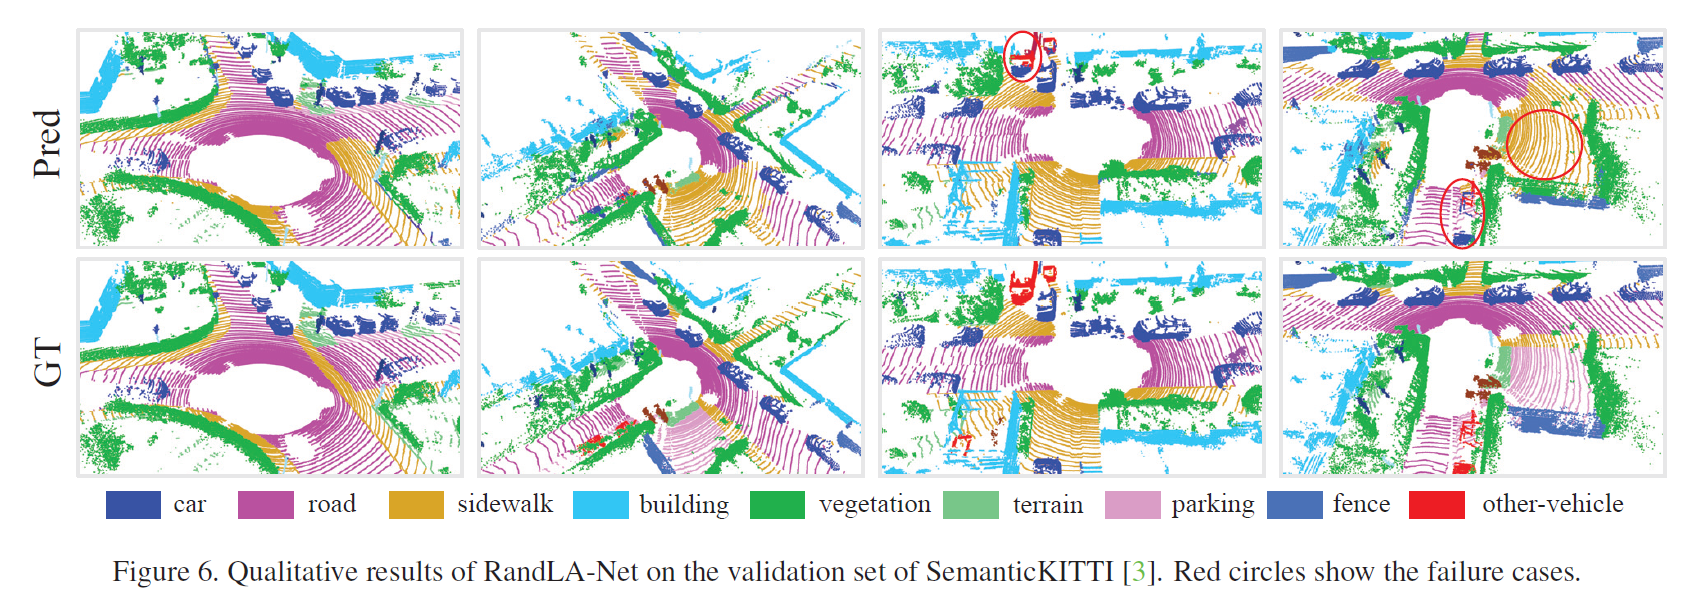 Pred
GT
car road sidewalk building vegetation terrain parking fence other-vehicle
Figure 6. Qualitative results of RandLA-Net on the validation set of SemanticKITTI [3]. Red circles show the failure cases.